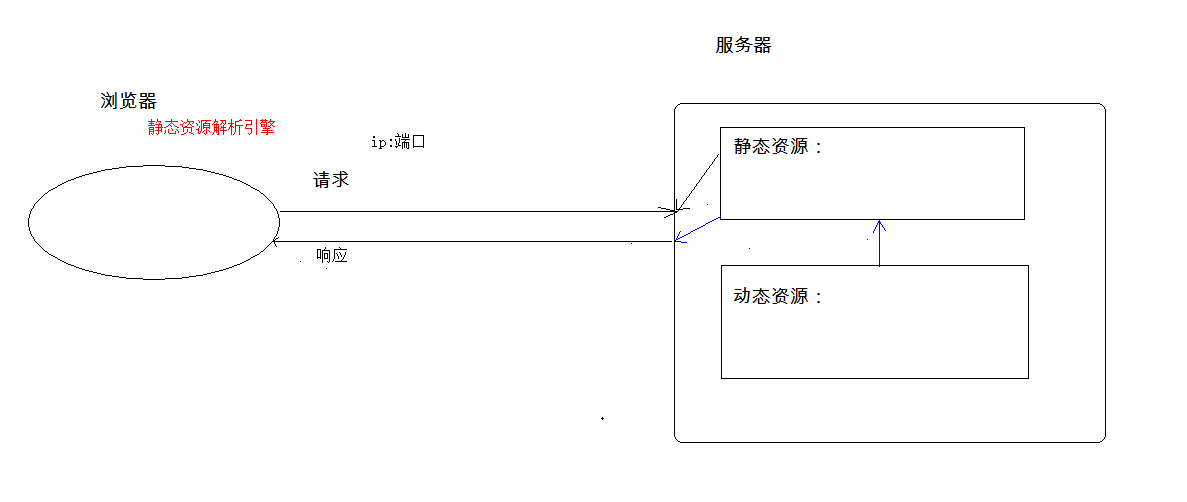 服务器
浏览器
静态资源解析引擎
ip:端口
请求
响应
静态资源：
动态资源：